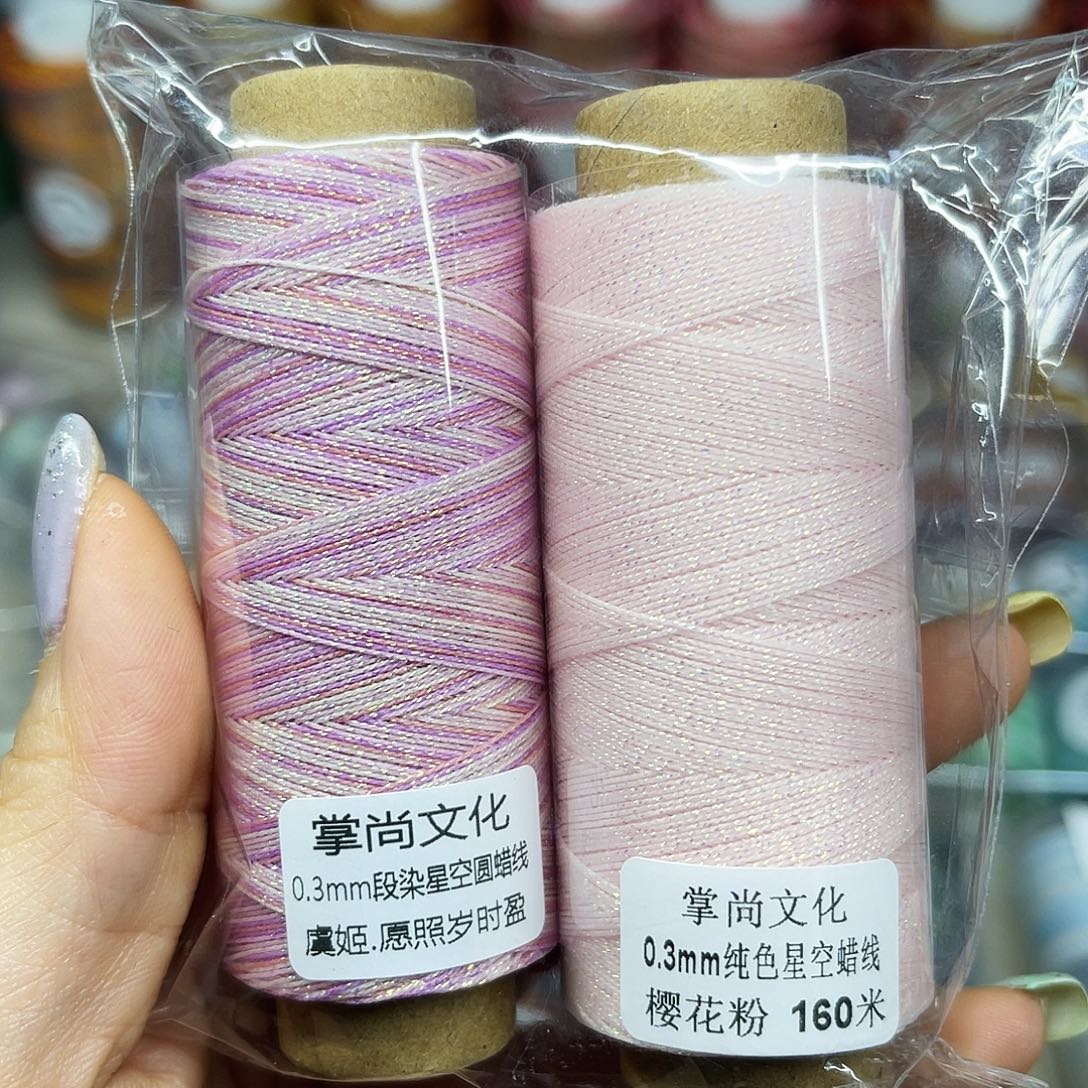 掌尚文化
0.3mm段染星空圆蜡线
虞姬.愿照岁时盈
掌尚文化
0.3mm纯色星空蜡线
樱花粉 160米